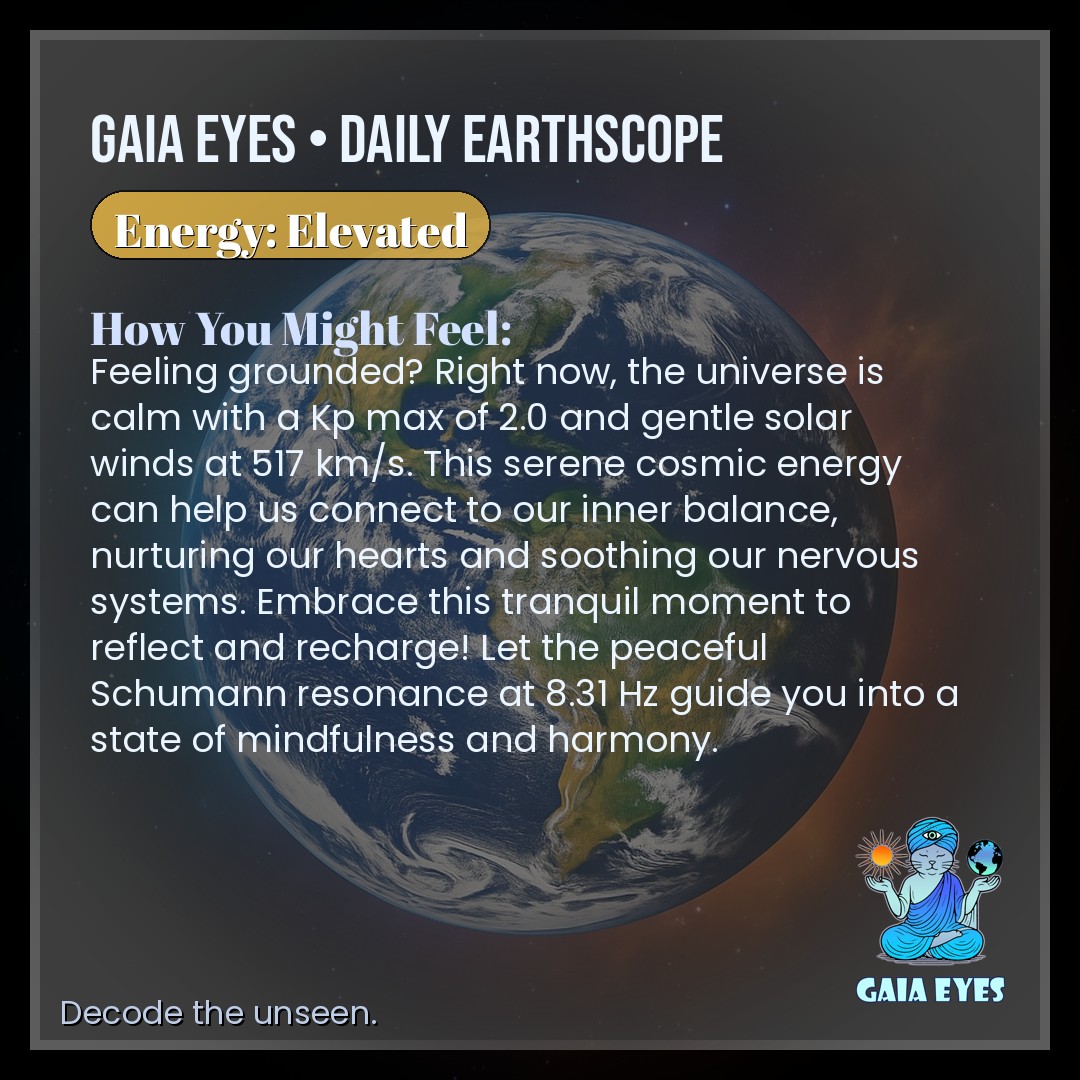 GAIA EYES • DAILY EARTHSCOPE
Energy: Elevated
How You Might Feel:
Feeling grounded? Right now, the universe is
calm with a Kp max of 2.0 and gentle solar
winds at 517 km/s. This serene cosmic energy
can help us connect to our inner balance,
nurturing our hearts and soothing our nervous
systems. Embrace this tranquil moment to
reflect and recharge! Let the peaceful
Schumann resonance at 8.31 Hz guide you into a
state of mindfulness and harmony.
GAIA EYES
Decode the unseen.